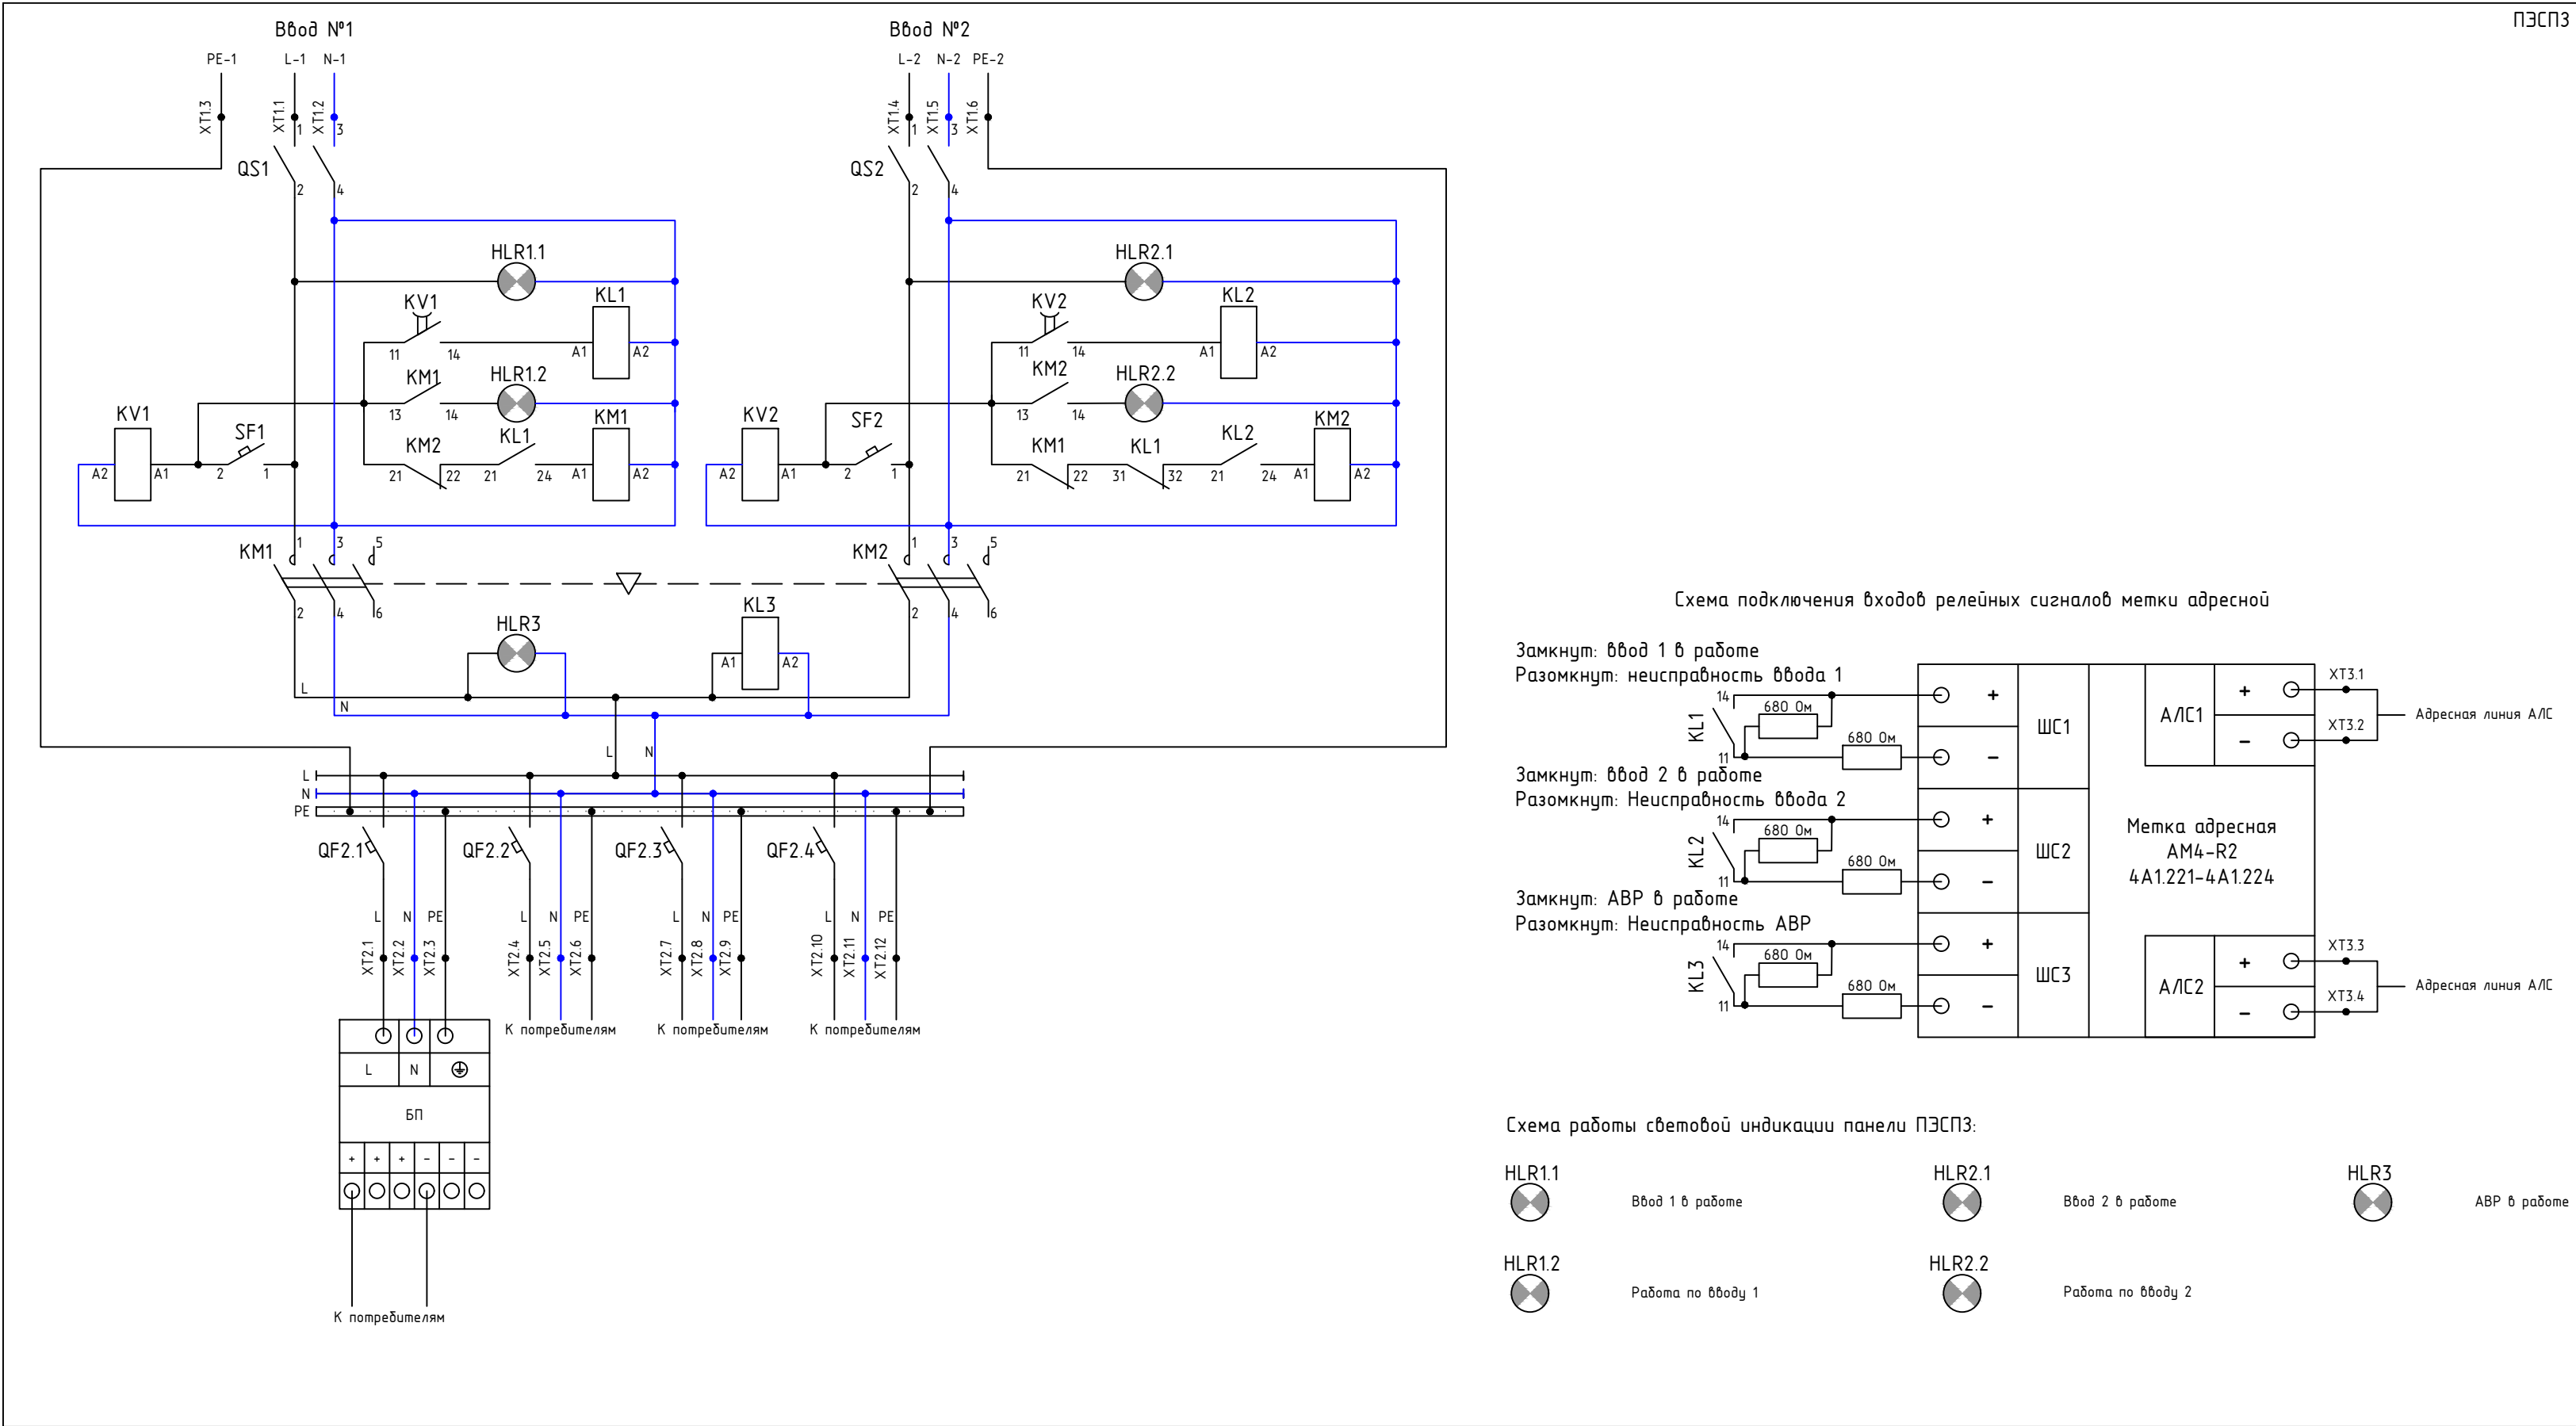 ПЭСПЗ
Ввод №1
Ввод №2
PE-1
L-1
N-1
L-2
N-2
PE-2
XT1.3
XT1.1
XT1.2
XT1.4
XT1.5
XT1.6
1
3
1
3
QS1
QS2
2
4
2
4
HLR1.1
HLR2.1
KV1
KL1
KV2
KL2
11
14
A1
A2
11
14
A1
A2
KM1
HLR1.2
KM2
HLR2.2
13
14
13
14
KV1
SF1
KM2
KL1
KM1
KV2
SF2
KM1
KL1
KL2
KM2
A2
A1
2
1
21
22
21
24
A1
A2
A2
A1
2
1
21
22
31
32
21
24
A1
A2
KM1
1
3
5
KM2
1
3
5
2
4
6
2
4
6
HLR3
KL3
A1
A2
L
N
L
N
L
N
PE
QF2.1
QF2.2
QF2.3
QF2.4
L
N
PE
L
N
PE
L
N
PE
L
N
PE
XT2.1
XT2.2
XT2.3
XT2.4
XT2.5
XT2.6
XT2.7
XT2.8
XT2.9
XT2.10
XT2.11
XT2.12
К потребителям
К потребителям
К потребителям
L
N
БП
+
+
+
-
-
-
К потребителям
Схема подключения входов релейных сигналов метки адресной
Замкнут: ввод 1 в работе
Разомкнут: неисправность ввода 1
14
680 Ом
KL1
11
680 Ом
+
−
ШС1
Замкнут: ввод 2 в работе
Разомкнут: Неисправность ввода 2
14
680 Ом
KL2
11
680 Ом
+
−
ШС2
Замкнут: АВР в работе
Разомкнут: Неисправность АВР
14
680 Ом
KL3
11
680 Ом
+
−
ШС3
АЛС1
+
−
XT3.1
XT3.2
Адресная линия АЛС
Метка адресная
АМ4-R2
4А1.221-4А1.224
АЛС2
+
−
XT3.3
XT3.4
Адресная линия АЛС
Схема работы световой индикации панели ПЭСПЗ:
HLR1.1
Ввод 1 в работе
HLR2.1
Ввод 2 в работе
HLR3
АВР в работе
HLR1.2
Работа по вводу 1
HLR2.2
Работа по вводу 2